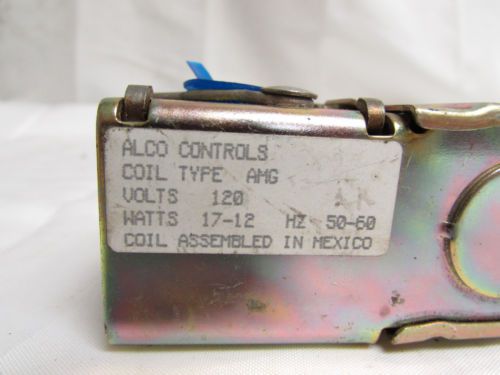 ALCO CONTROLS
COIL TYPE AMG
VOLTS 120
WATTS 17-12 HZ 50-60
COIL ASSEMBLED IN MEXICO